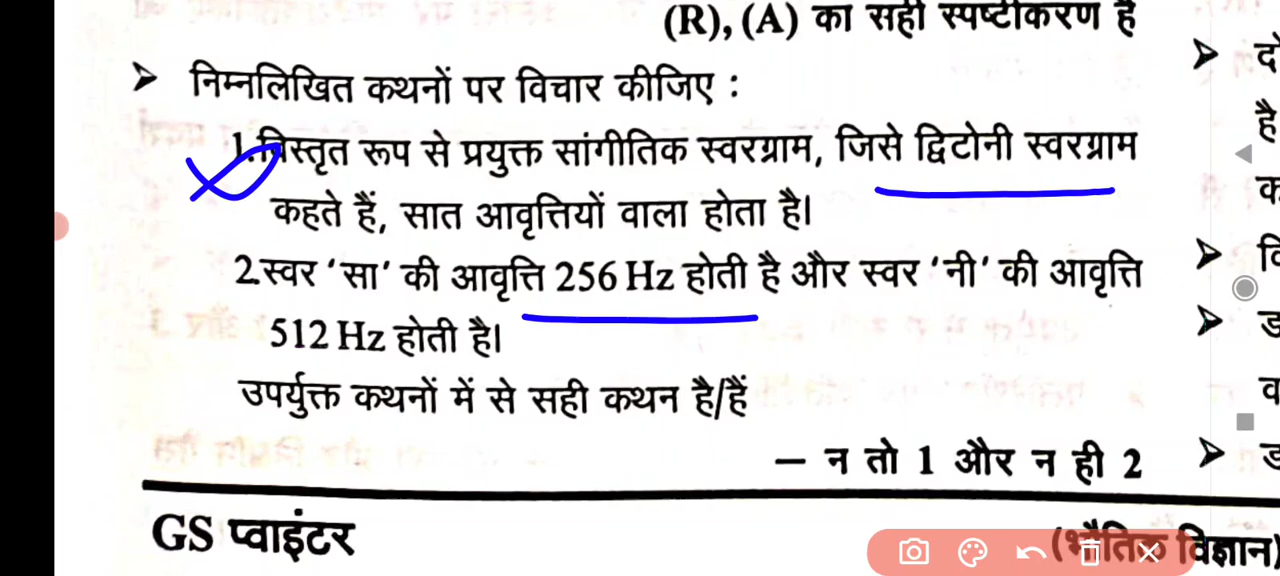 (R), (A) का सही स्पष्टीकरण है
➤ निम्नलिखित कथनों पर विचार कीजिए :
1.विस्तृत रूप से प्रयुक्त सांगीतिक स्वरग्राम, जिसे द्विटोनी स्वरग्राम
कहते हैं, सात आवृत्तियों वाला होता है।
2.स्वर ‘सा’ की आवृत्ति 256 Hz होती है और स्वर ‘नी’ की आवृत्ति
512 Hz होती है।
उपर्युक्त कथनों में से सही कथन है/हैं
– न तो 1 और न ही 2
GS प्वाइंटर
(भौतिक विज्ञान)
➤
है
➤
➤
➤